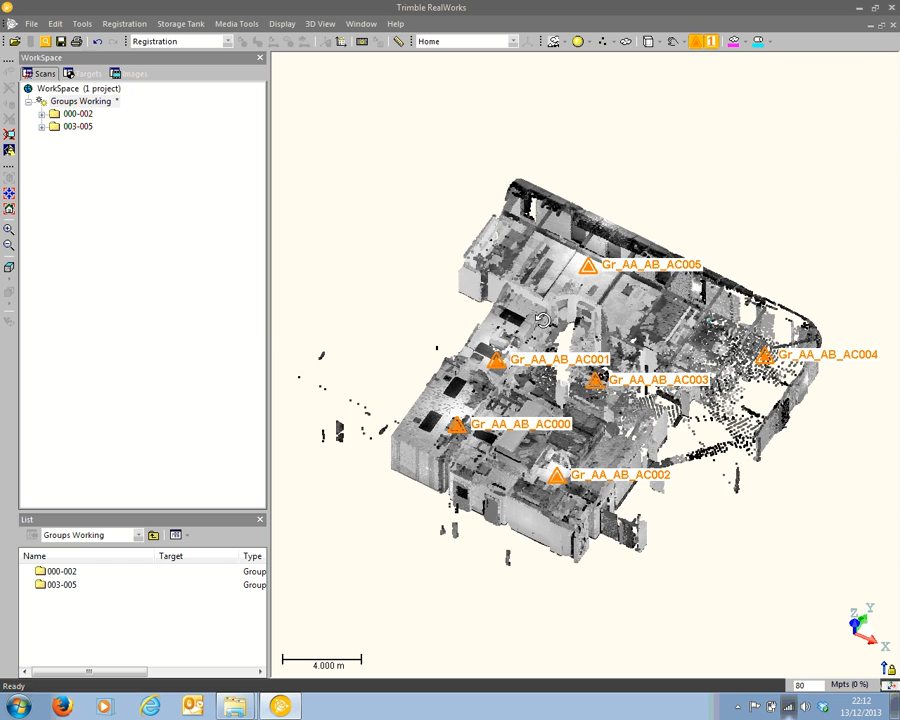 Trimble RealWorks
File Edit Tools Registration Storage Tank Media Tools Display 3D View Window Help
Registration Home 1
WorkSpace
Scans Targets Images
WorkSpace (1 project)
Groups Working *
000-002
003-005
Gr_AA_AB_AC005
Gr_AA_AB_AC004
Gr_AA_AB_AC001
Gr_AA_AB_AC003
Gr_AA_AB_AC000
Gr_AA_AB_AC002
List
Groups Working
Name Target Type
000-002 Group
003-005 Group
Z Y
X
4.000 m
Ready 80 Mpts (0 %)
22:12
13/12/2013